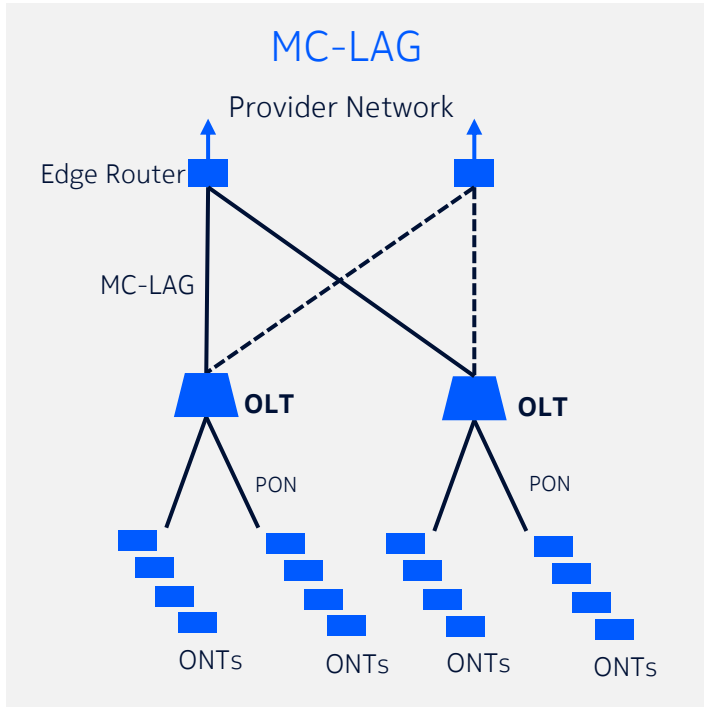 MC-LAG
Provider Network
Edge Router
MC-LAG
OLT
OLT
PON
PON
ONTs
ONTs
ONTs
ONTs